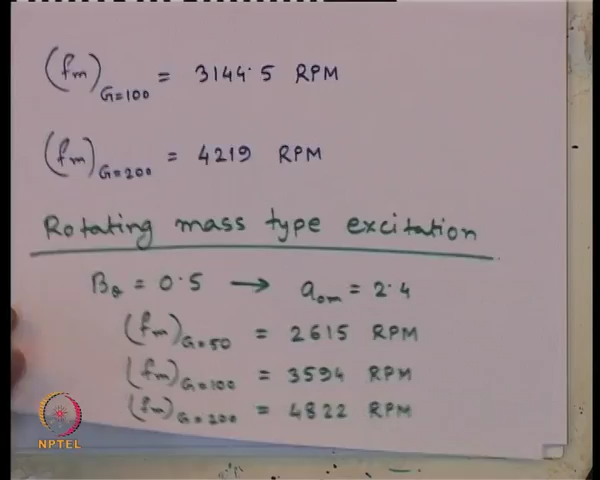 (fm)G=100 = 3144.5 RPM
(fm)G=200 = 4219 RPM
Rotating mass type excitation
Bθ = 0.5 → aom = 2.4
(fm)G=50 = 2615 RPM
(fm)G=100 = 3594 RPM
(fm)G=200 = 4822 RPM
NPTEL